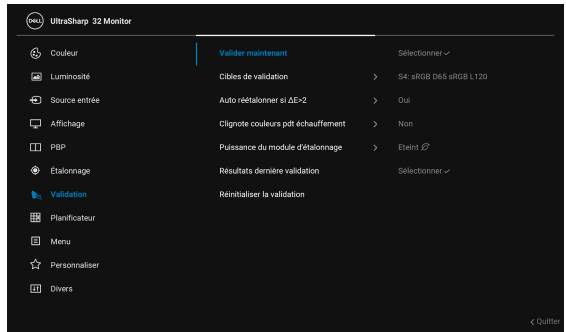 DELL UltraSharp 32 Monitor
Couleur Valider maintenant Sélectionner
Luminosité Cibles de validation S4: sRGB D65 sRGB L120
Source entrée Auto réétalonner si ΔE>2 Oui
Affichage Clignote couleurs pdt échauffement Non
PBP Puissance du module d'étalonnage Eteint
Étalonnage Résultats dernière validation Sélectionner
Validation Réinitialiser la validation
Planificateur
Menu
Personnaliser
Divers
Quitter